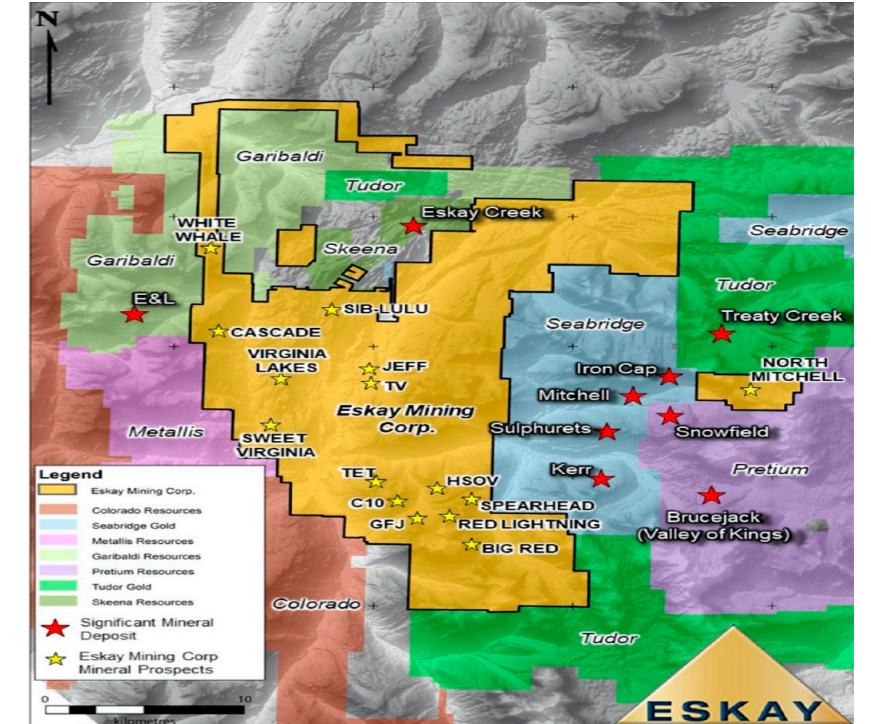 N
Garibaldi
Tudor
Eskay Creek
WHITE
WHALE
Skeena
Seabridge
Garibaldi
Tudor
E&L
SIB-LULU
Treaty Creek
CASCADE
Seabridge
VIRGINIA
LAKES
JEFF
Iron Cap
NORTH
MITCHELL
TV
Mitchell
Eskay Mining
Corp.
Metallis
SWEET
VIRGINIA
Sulphurets
Snowfield
TET
HSOV
Kerr
Pretium
C10
SPEARHEAD
GFJ
RED LIGHTNING
Brucejack
(Valley of Kings)
BIG RED
Colorado
Tudor
Legend
Eskay Mining Corp.
Colorado Resources
Seabridge Gold
Metallis Resources
Garibaldi Resources
Pretium Resources
Tudor Gold
Skeena Resources
Significant Mineral
Deposit
Eskay Mining Corp
Mineral Prospects
0 10
kilometres
ESKAY